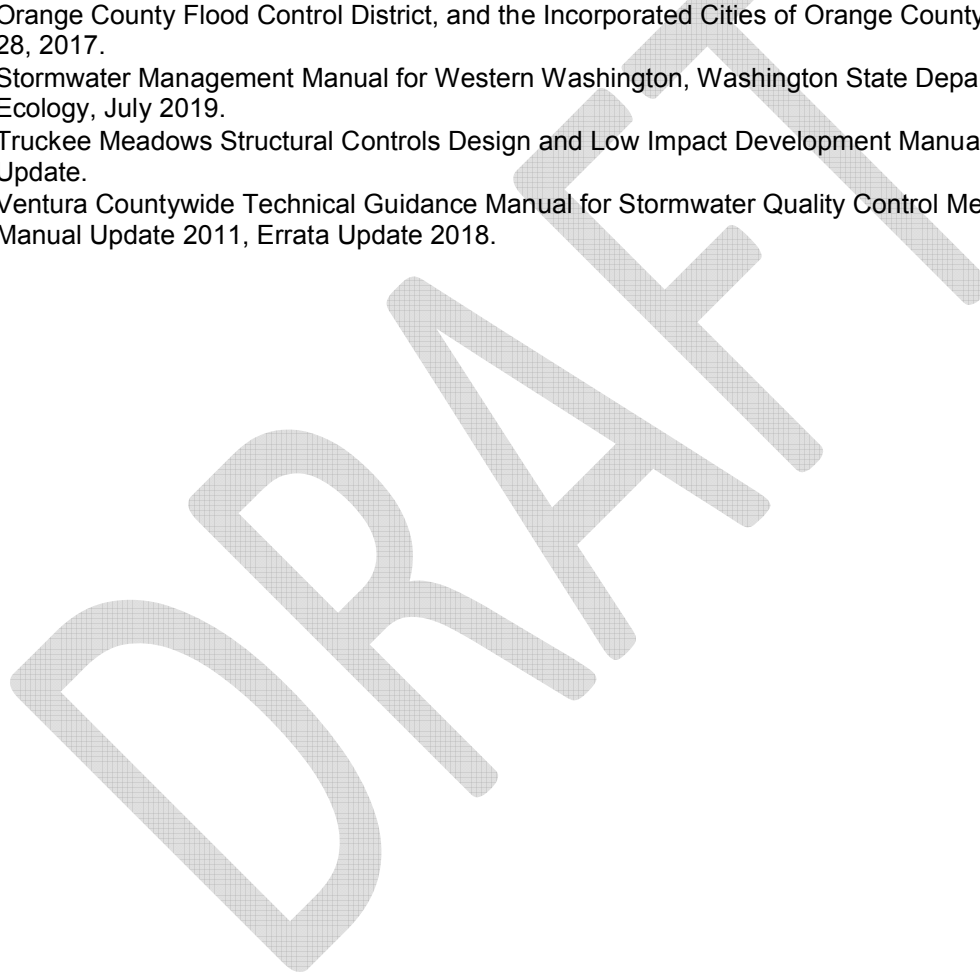 Orange County Flood Control District, and the Incorporated Cities of Orange County
28, 2017.
Stormwater Management Manual for Western Washington, Washington State Depa
Ecology, July 2019.
Truckee Meadows Structural Controls Design and Low Impact Development Manua
Update.
Ventura Countywide Technical Guidance Manual for Stormwater Quality Control Me
Manual Update 2011, Errata Update 2018.
DRAFT